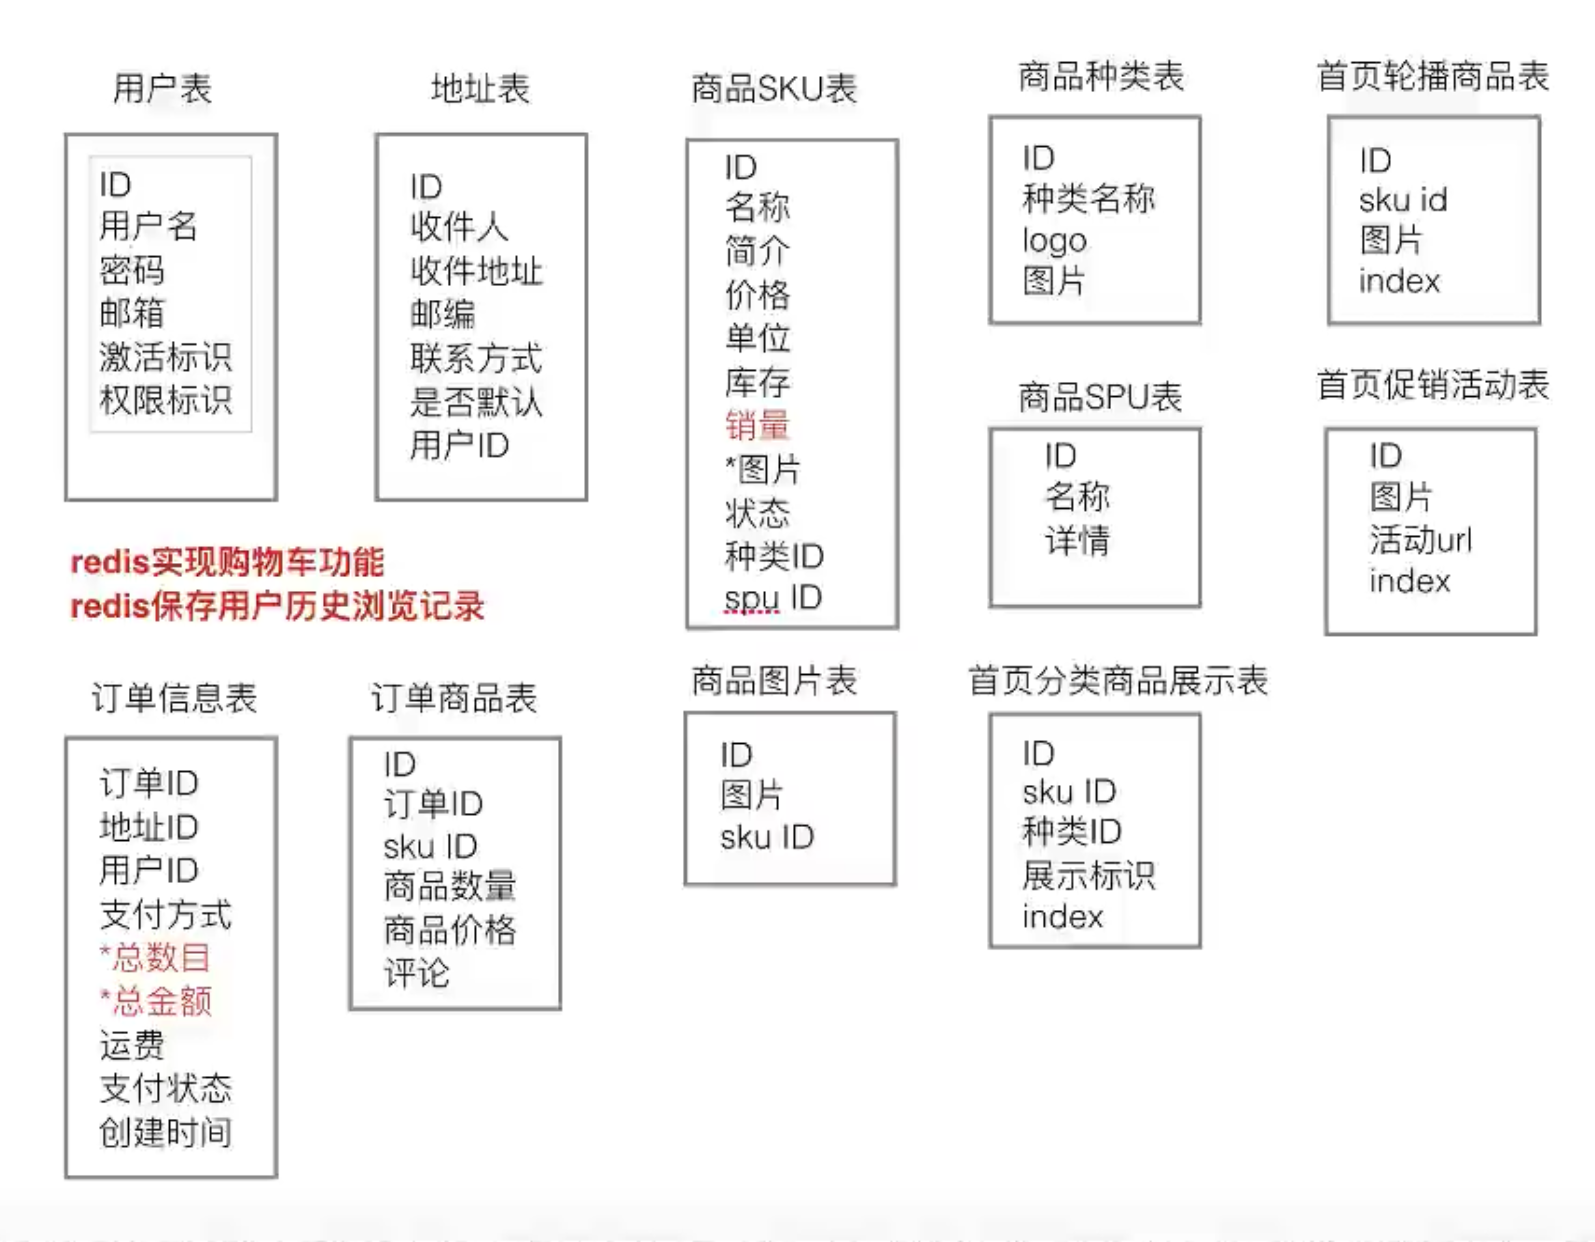 用户表
ID
用户名
密码
邮箱
激活标识
权限标识
地址表
ID
收件人
收件地址
邮编
联系方式
是否默认
用户ID
商品SKU表
ID
名称
简介
价格
单位
库存
销量
*图片
状态
种类ID
spu ID
商品种类表
ID
种类名称
logo
图片
首页轮播商品表
ID
sku id
图片
index
商品SPU表
ID
名称
详情
首页促销活动表
ID
图片
活动url
index
redis实现购物车功能
redis保存用户历史浏览记录
订单信息表
订单ID
地址ID
用户ID
支付方式
*总数目
*总金额
运费
支付状态
创建时间
订单商品表
ID
订单ID
sku ID
商品数量
商品价格
评论
商品图片表
ID
图片
sku ID
首页分类商品展示表
ID
sku ID
种类ID
展示标识
index